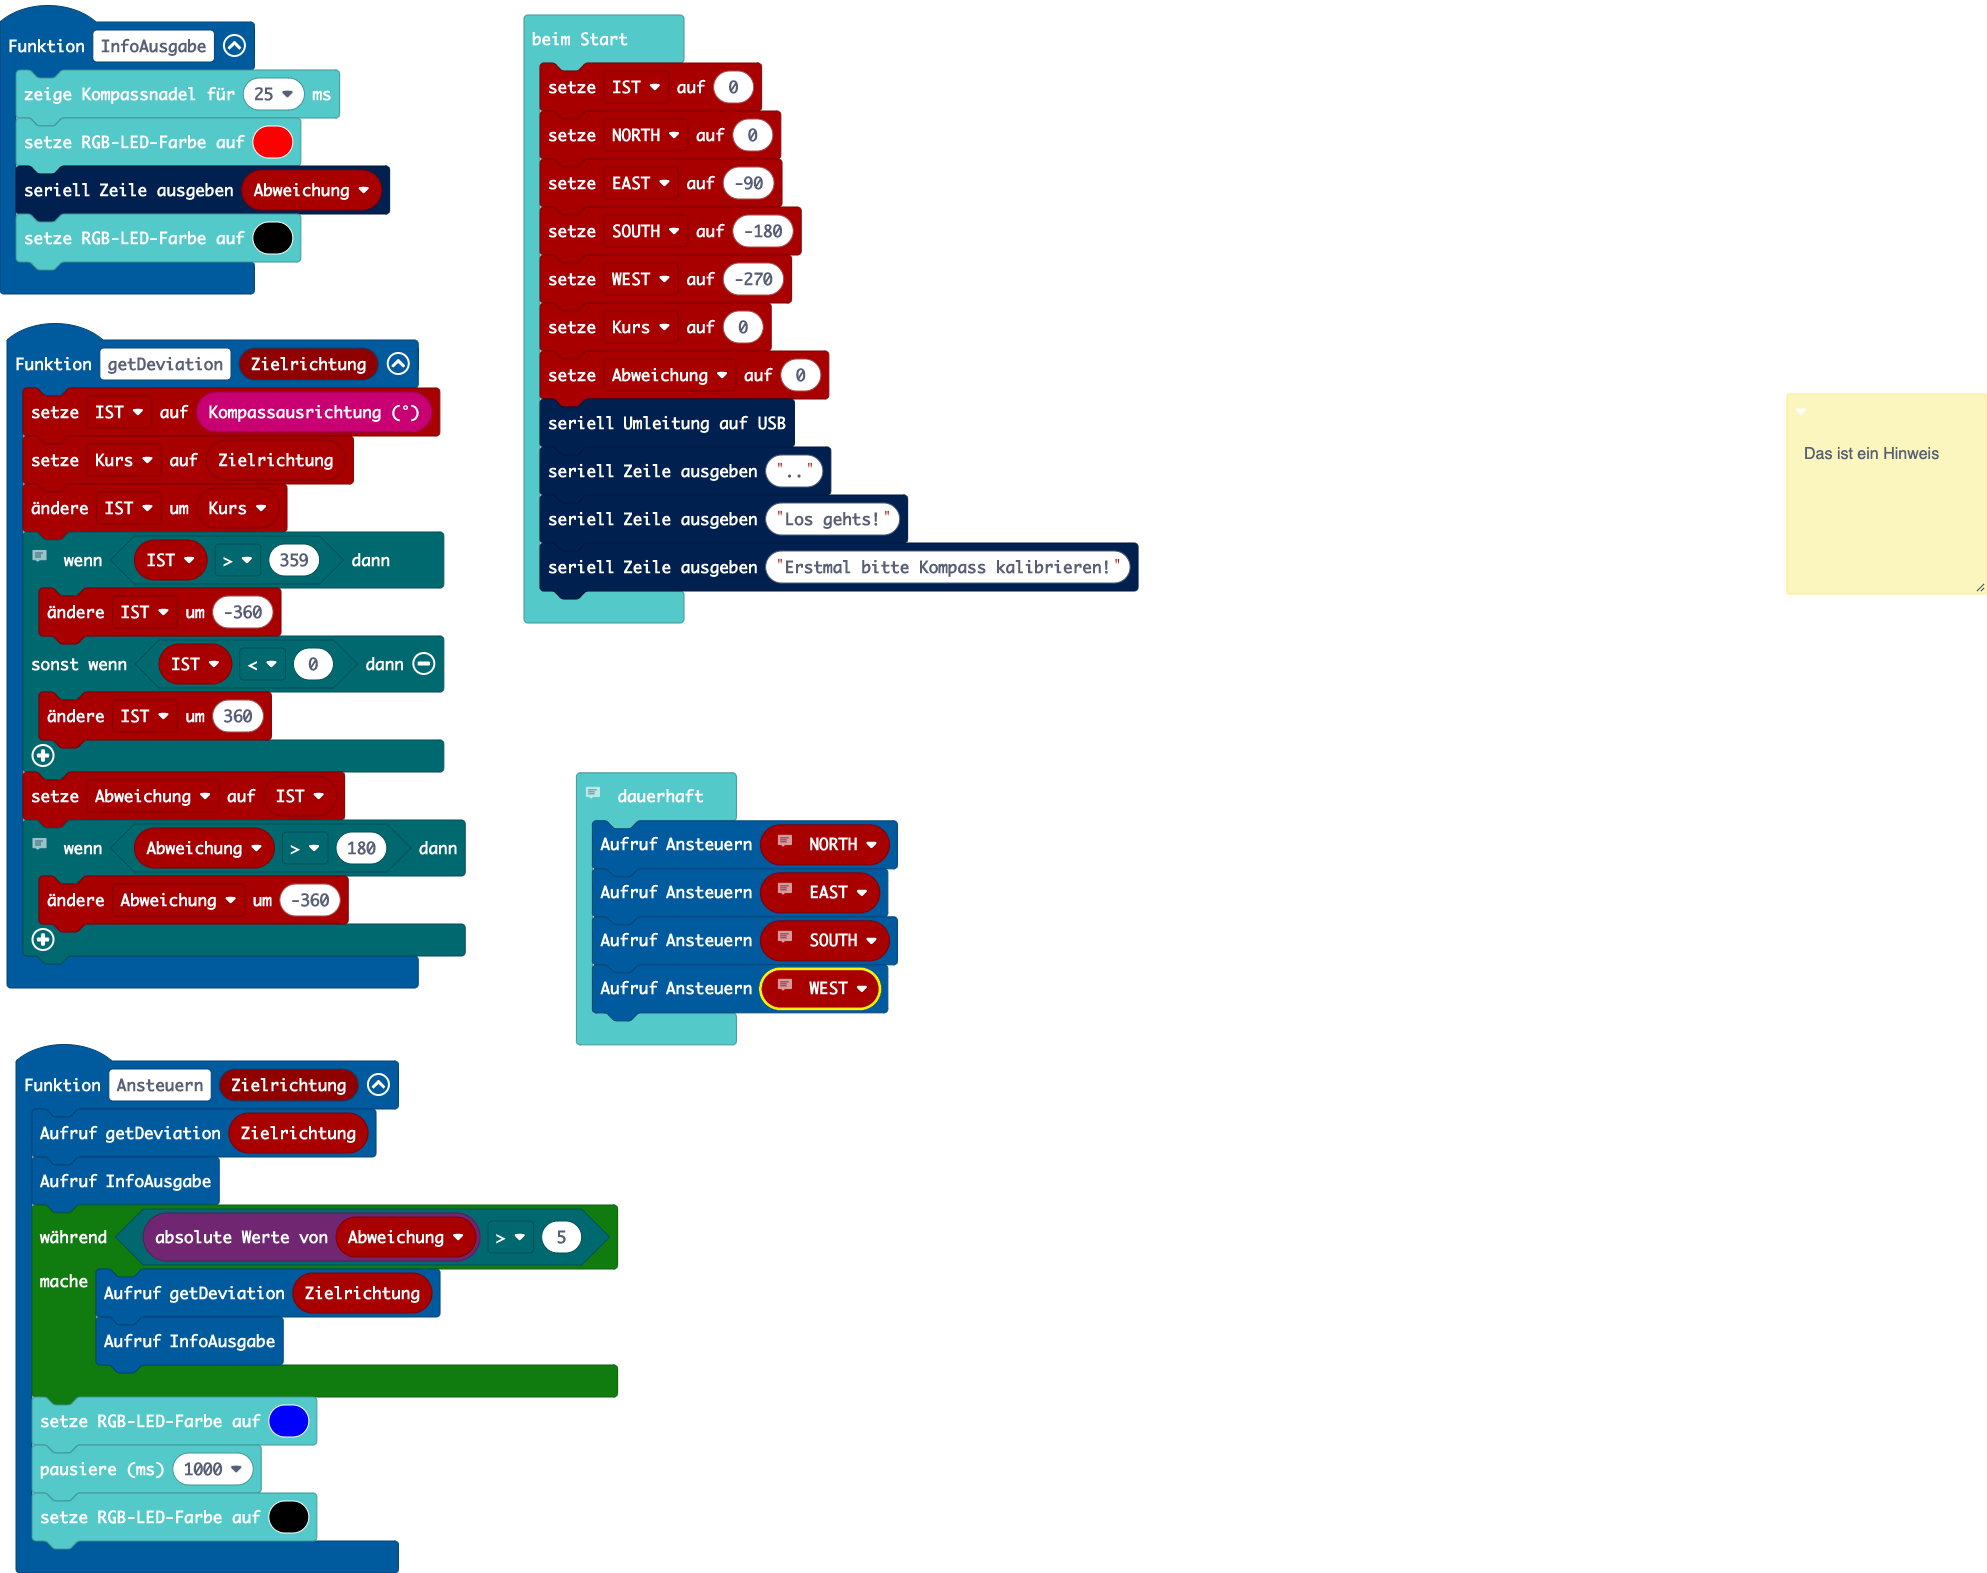 Funktion InfoAusgabe
zeige Kompassnadel für 25 ms
setze RGB-LED-Farbe auf
seriell Zeile ausgeben Abweichung
setze RGB-LED-Farbe auf
Funktion getDeviation Zielrichtung
setze IST auf Kompassausrichtung (°)
setze Kurs auf Zielrichtung
ändere IST um Kurs
wenn IST > 359 dann
ändere IST um -360
sonst wenn IST < 0 dann
ändere IST um 360
setze Abweichung auf IST
wenn Abweichung > 180 dann
ändere Abweichung um -360
Funktion Ansteuern Zielrichtung
Aufruf getDeviation Zielrichtung
Aufruf InfoAusgabe
während absolute Werte von Abweichung > 5
mache
Aufruf getDeviation Zielrichtung
Aufruf InfoAusgabe
setze RGB-LED-Farbe auf
pausiere (ms) 1000
setze RGB-LED-Farbe auf
beim Start
setze IST auf 0
setze NORTH auf 0
setze EAST auf -90
setze SOUTH auf -180
setze WEST auf -270
setze Kurs auf 0
setze Abweichung auf 0
seriell Umleitung auf USB
seriell Zeile ausgeben ".."
seriell Zeile ausgeben "Los gehts!"
seriell Zeile ausgeben "Erstmal bitte Kompass kalibrieren!"
dauerhaft
Aufruf Ansteuern NORTH
Aufruf Ansteuern EAST
Aufruf Ansteuern SOUTH
Aufruf Ansteuern WEST
Das ist ein Hinweis